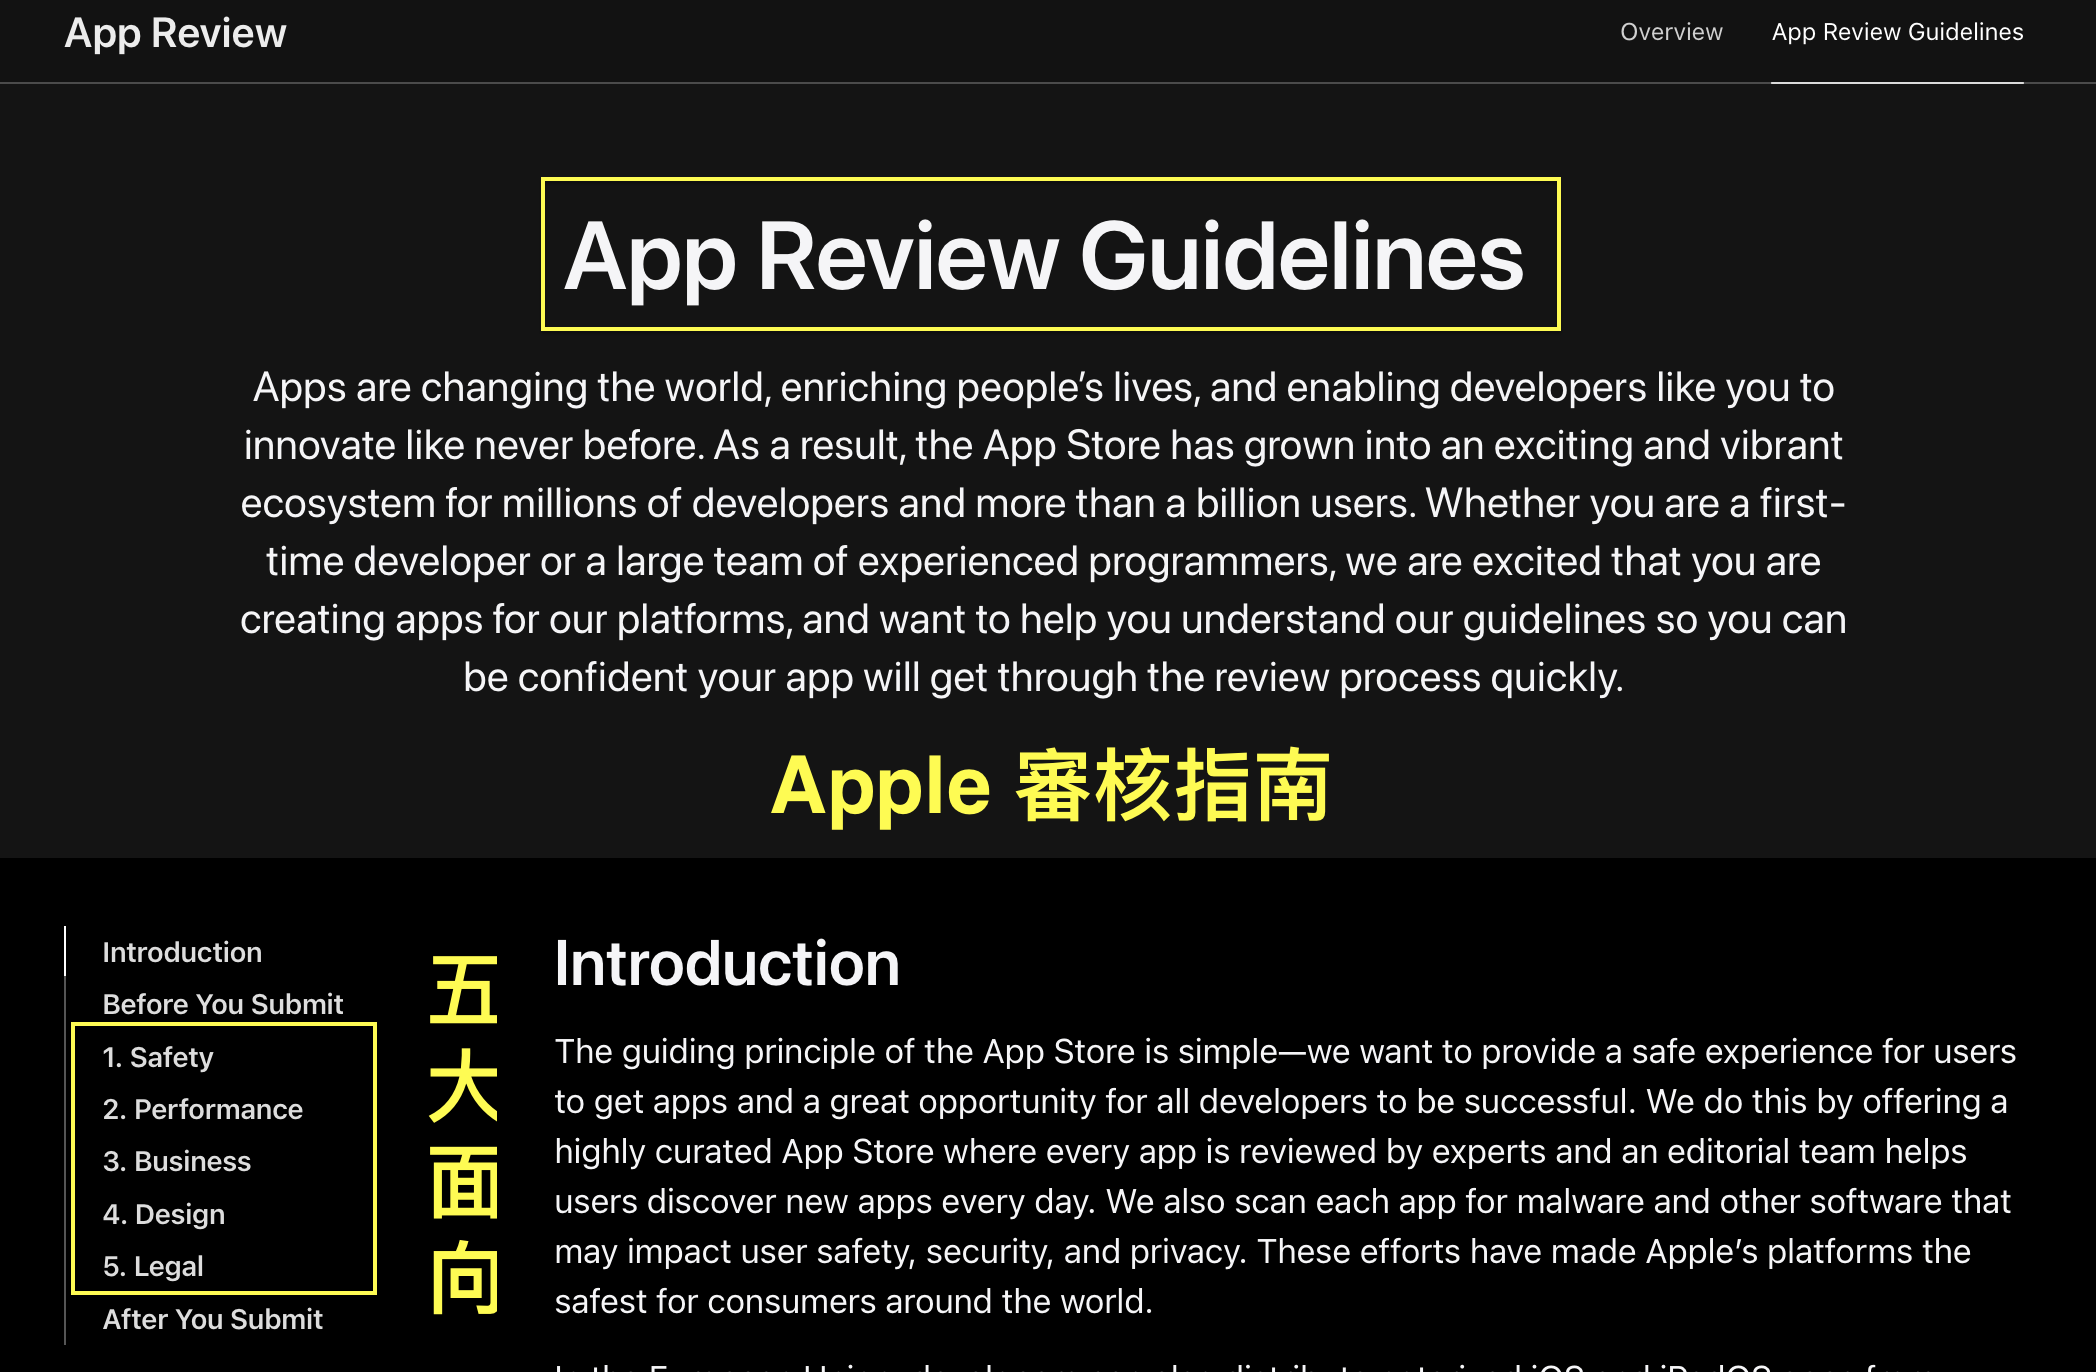 App Review
Overview
App Review Guidelines
App Review Guidelines
Apps are changing the world, enriching people’s lives, and enabling developers like you to
innovate like never before. As a result, the App Store has grown into an exciting and vibrant
ecosystem for millions of developers and more than a billion users. Whether you are a first-
time developer or a large team of experienced programmers, we are excited that you are
creating apps for our platforms, and want to help you understand our guidelines so you can
be confident your app will get through the review process quickly.
Apple 審核指南
Introduction
Before You Submit
1. Safety
2. Performance
3. Business
4. Design
5. Legal
After You Submit
五大面向
Introduction
The guiding principle of the App Store is simple—we want to provide a safe experience for users
to get apps and a great opportunity for all developers to be successful. We do this by offering a
highly curated App Store where every app is reviewed by experts and an editorial team helps
users discover new apps every day. We also scan each app for malware and other software that
may impact user safety, security, and privacy. These efforts have made Apple’s platforms the
safest for consumers around the world.